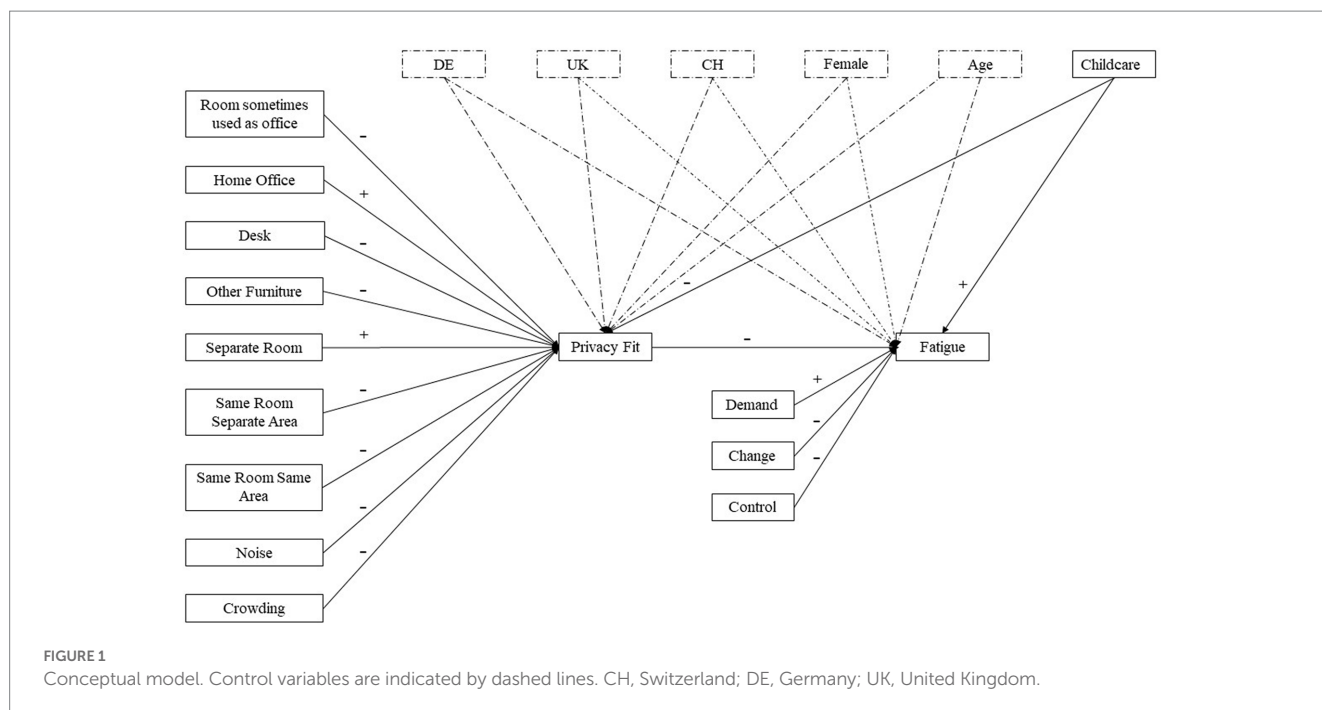 DE
UK
CH
Female
Age
Childcare
Room sometimes
used as office
-
Home Office
+
Desk
-
Other Furniture
-
-
+
Separate Room
+
Privacy Fit
-
Fatigue
Same Room
Separate Area
-
Demand
+
Change
-
Same Room Same
Area
-
Control
-
Noise
-
Crowding
-
FIGURE 1
Conceptual model. Control variables are indicated by dashed lines. CH, Switzerland; DE, Germany; UK, United Kingdom.